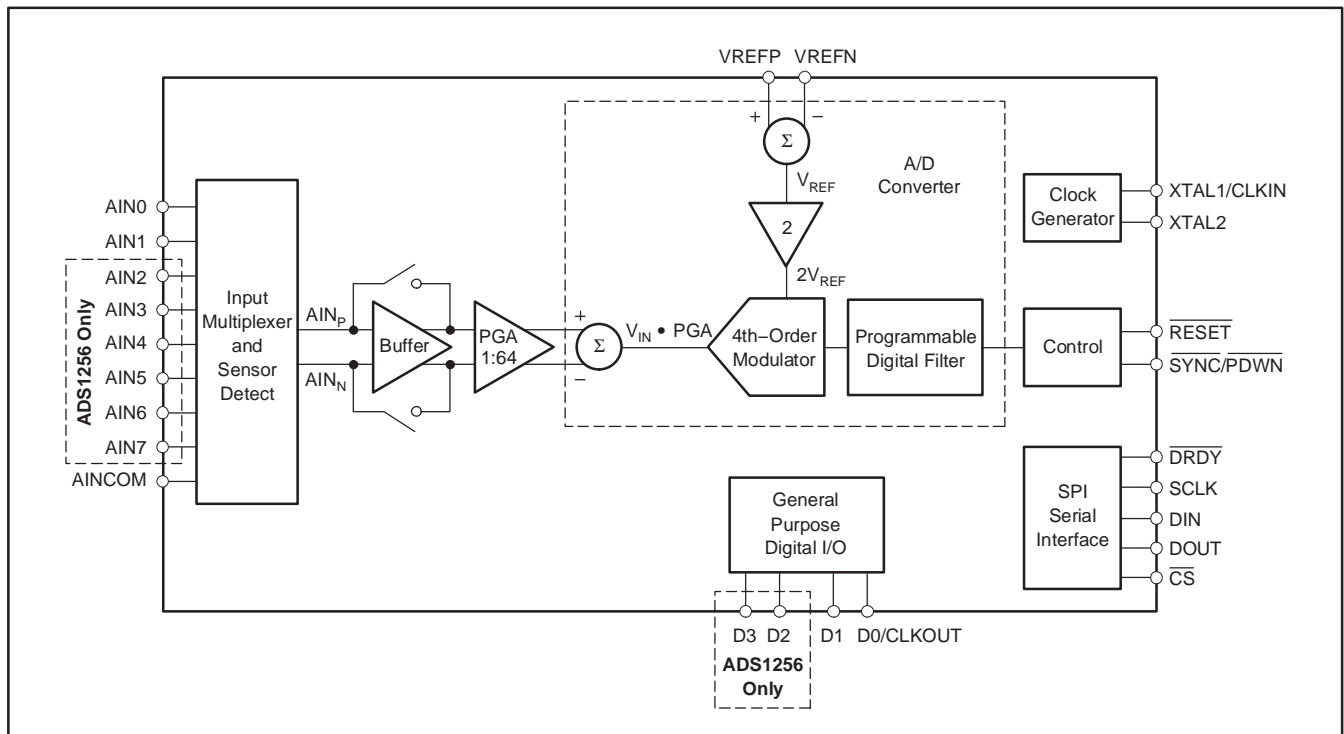 VREFP VREFN
+ −
Σ
A/D
Converter
VREF
2
2VREF
AIN0
AIN1
AIN2
AIN3
AIN4
AIN5
AIN6
AIN7
AINCOM
ADS1256 Only
Input
Multiplexer
and
Sensor
Detect
AINP
AINN
Buffer
PGA
1:64
+
Σ
−
VIN • PGA
4th−Order
Modulator
Programmable
Digital Filter
Clock
Generator
XTAL1/CLKIN
XTAL2
Control
RESET
SYNC/PDWN
SPI
Serial
Interface
DRDY
SCLK
DIN
DOUT
CS
General
Purpose
Digital I/O
D3 D2 D1 D0/CLKOUT
ADS1256
Only